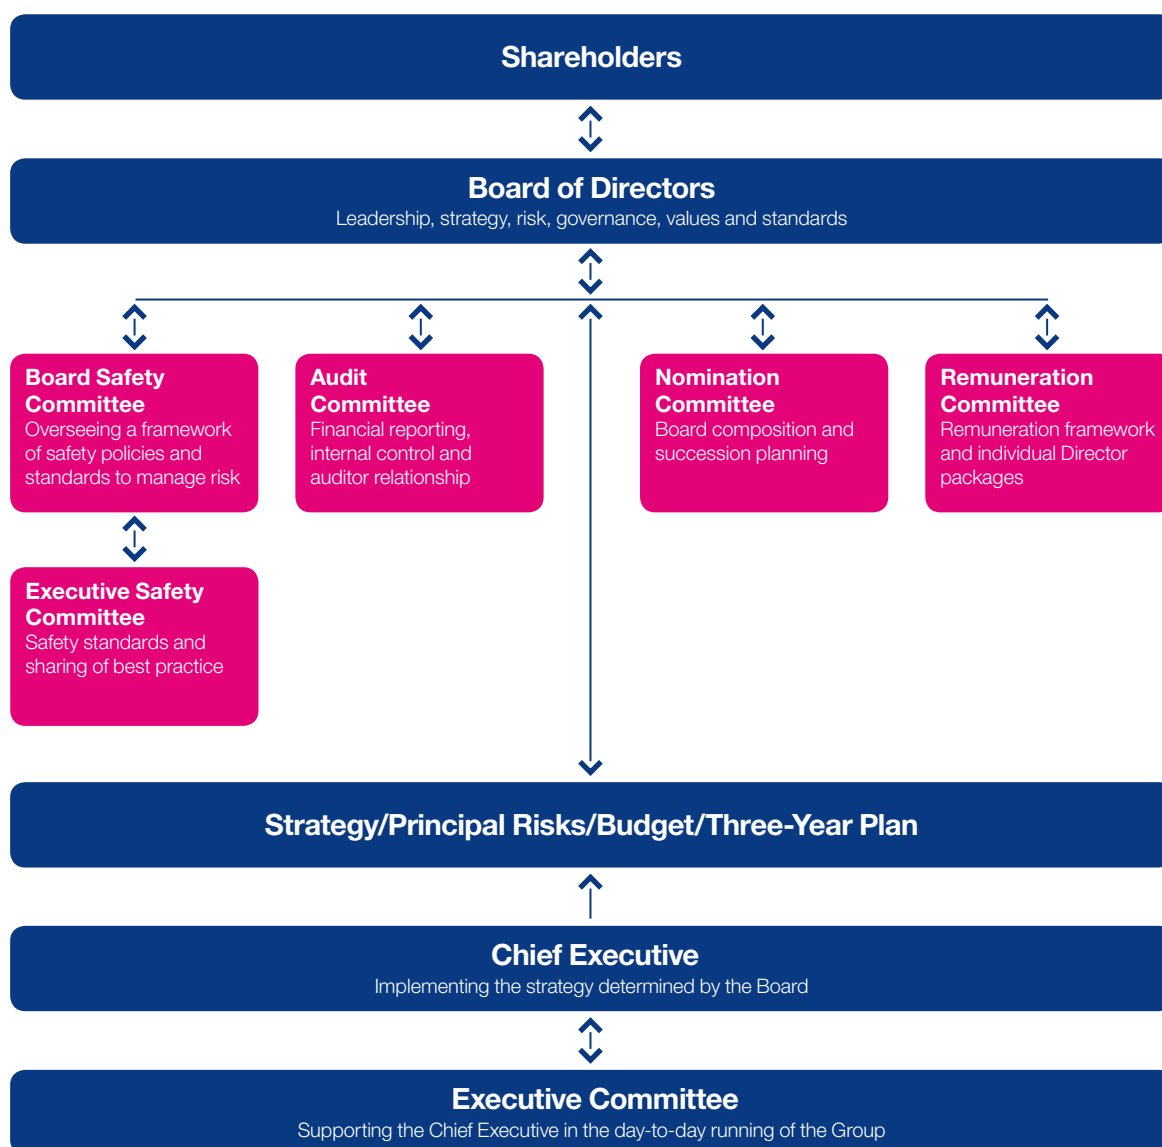 Shareholders
Board of Directors
Leadership, strategy, risk, governance, values and standards
Board Safety
Committee
Overseeing a framework
of safety policies and
standards to manage risk
Audit
Committee
Financial reporting,
internal control and
auditor relationship
Nomination
Committee
Board composition and
succession planning
Remuneration
Committee
Remuneration framework
and individual Director
packages
Executive Safety
Committee
Safety standards and
sharing of best practice
Strategy/Principal Risks/Budget/Three-Year Plan
Chief Executive
Implementing the strategy determined by the Board
Executive Committee
Supporting the Chief Executive in the day-to-day running of the Group